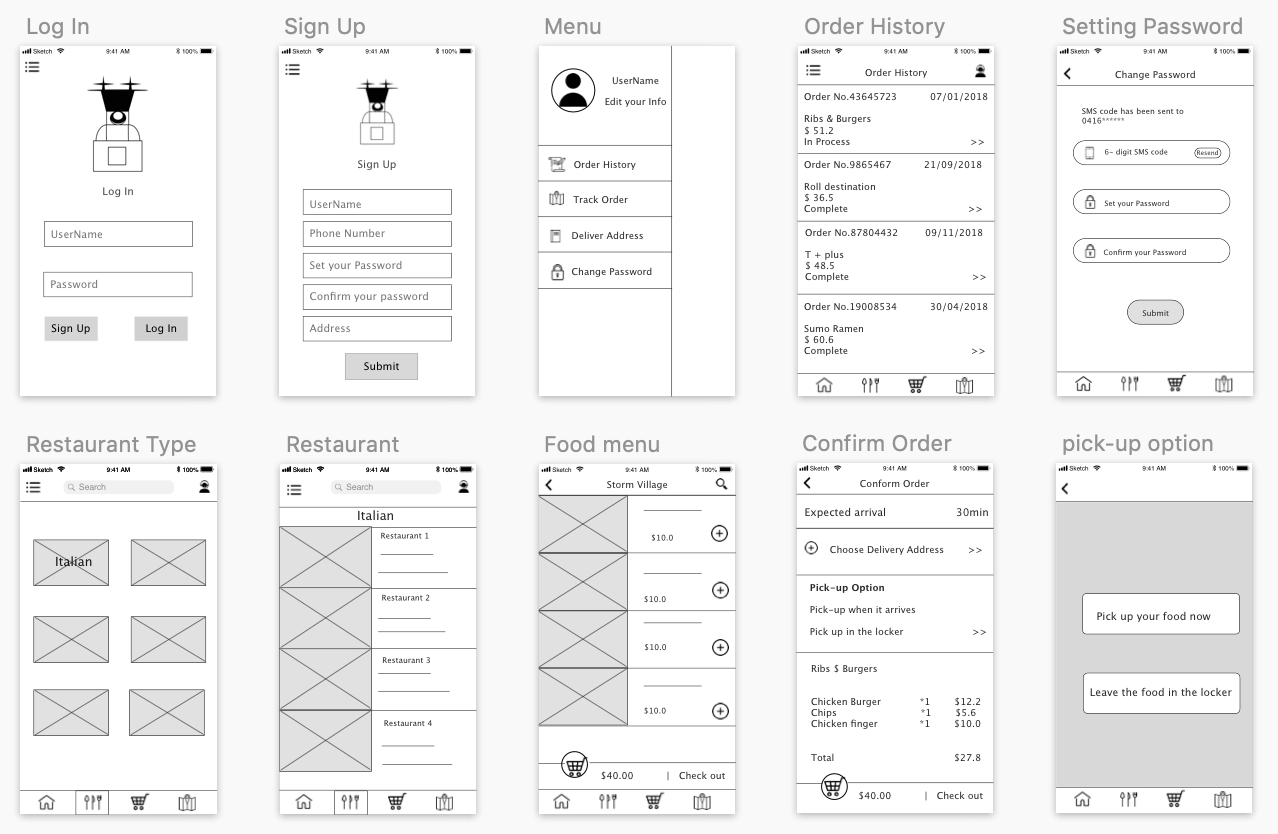 Log In
Sketch 9:41 AM 100%
Log In
UserName
Password
Sign Up Log In
Sign Up
Sketch 9:41 AM 100%
Sign Up
UserName
Phone Number
Set your Password
Confirm your password
Address
Submit
Menu
UserName
Edit your Info
Order History
Track Order
Deliver Address
Change Password
Order History
Sketch 9:41 AM 100%
Order History
Order No.43645723 07/01/2018
Ribs & Burgers
$ 51.2
In Process >>
Order No.9865467 21/09/2018
Roll destination
$ 36.5
Complete >>
Order No.87804432 09/11/2018
T + plus
$ 48.5
Complete >>
Order No.19008534 30/04/2018
Sumo Ramen
$ 60.6
Complete >>
Setting Password
Sketch 9:41 AM 100%
Change Password
SMS code has been sent to
0416******
6~ digit SMS code Resend
Set your Password
Confirm your Password
Submit
Restaurant Type
Sketch 9:41 AM 100%
Search
Italian
Restaurant
Sketch 9:41 AM 100%
Search
Italian
Restaurant 1
Restaurant 2
Restaurant 3
Restaurant 4
Food menu
Sketch 9:41 AM 100%
Storm Village
$10.0
$10.0
$10.0
$10.0
$40.00 | Check out
Confirm Order
Sketch 9:41 AM 100%
Conform Order
Expected arrival 30min
Choose Delivery Address >>
Pick-up Option
Pick-up when it arrives
Pick up in the locker >>
Ribs $ Burgers
Chicken Burger *1 $12.2
Chips *1 $5.6
Chicken finger *1 $10.0
Total $27.8
$40.00 | Check out
pick-up option
Sketch 9:41 AM 100%
Pick up your food now
Leave the food in the locker